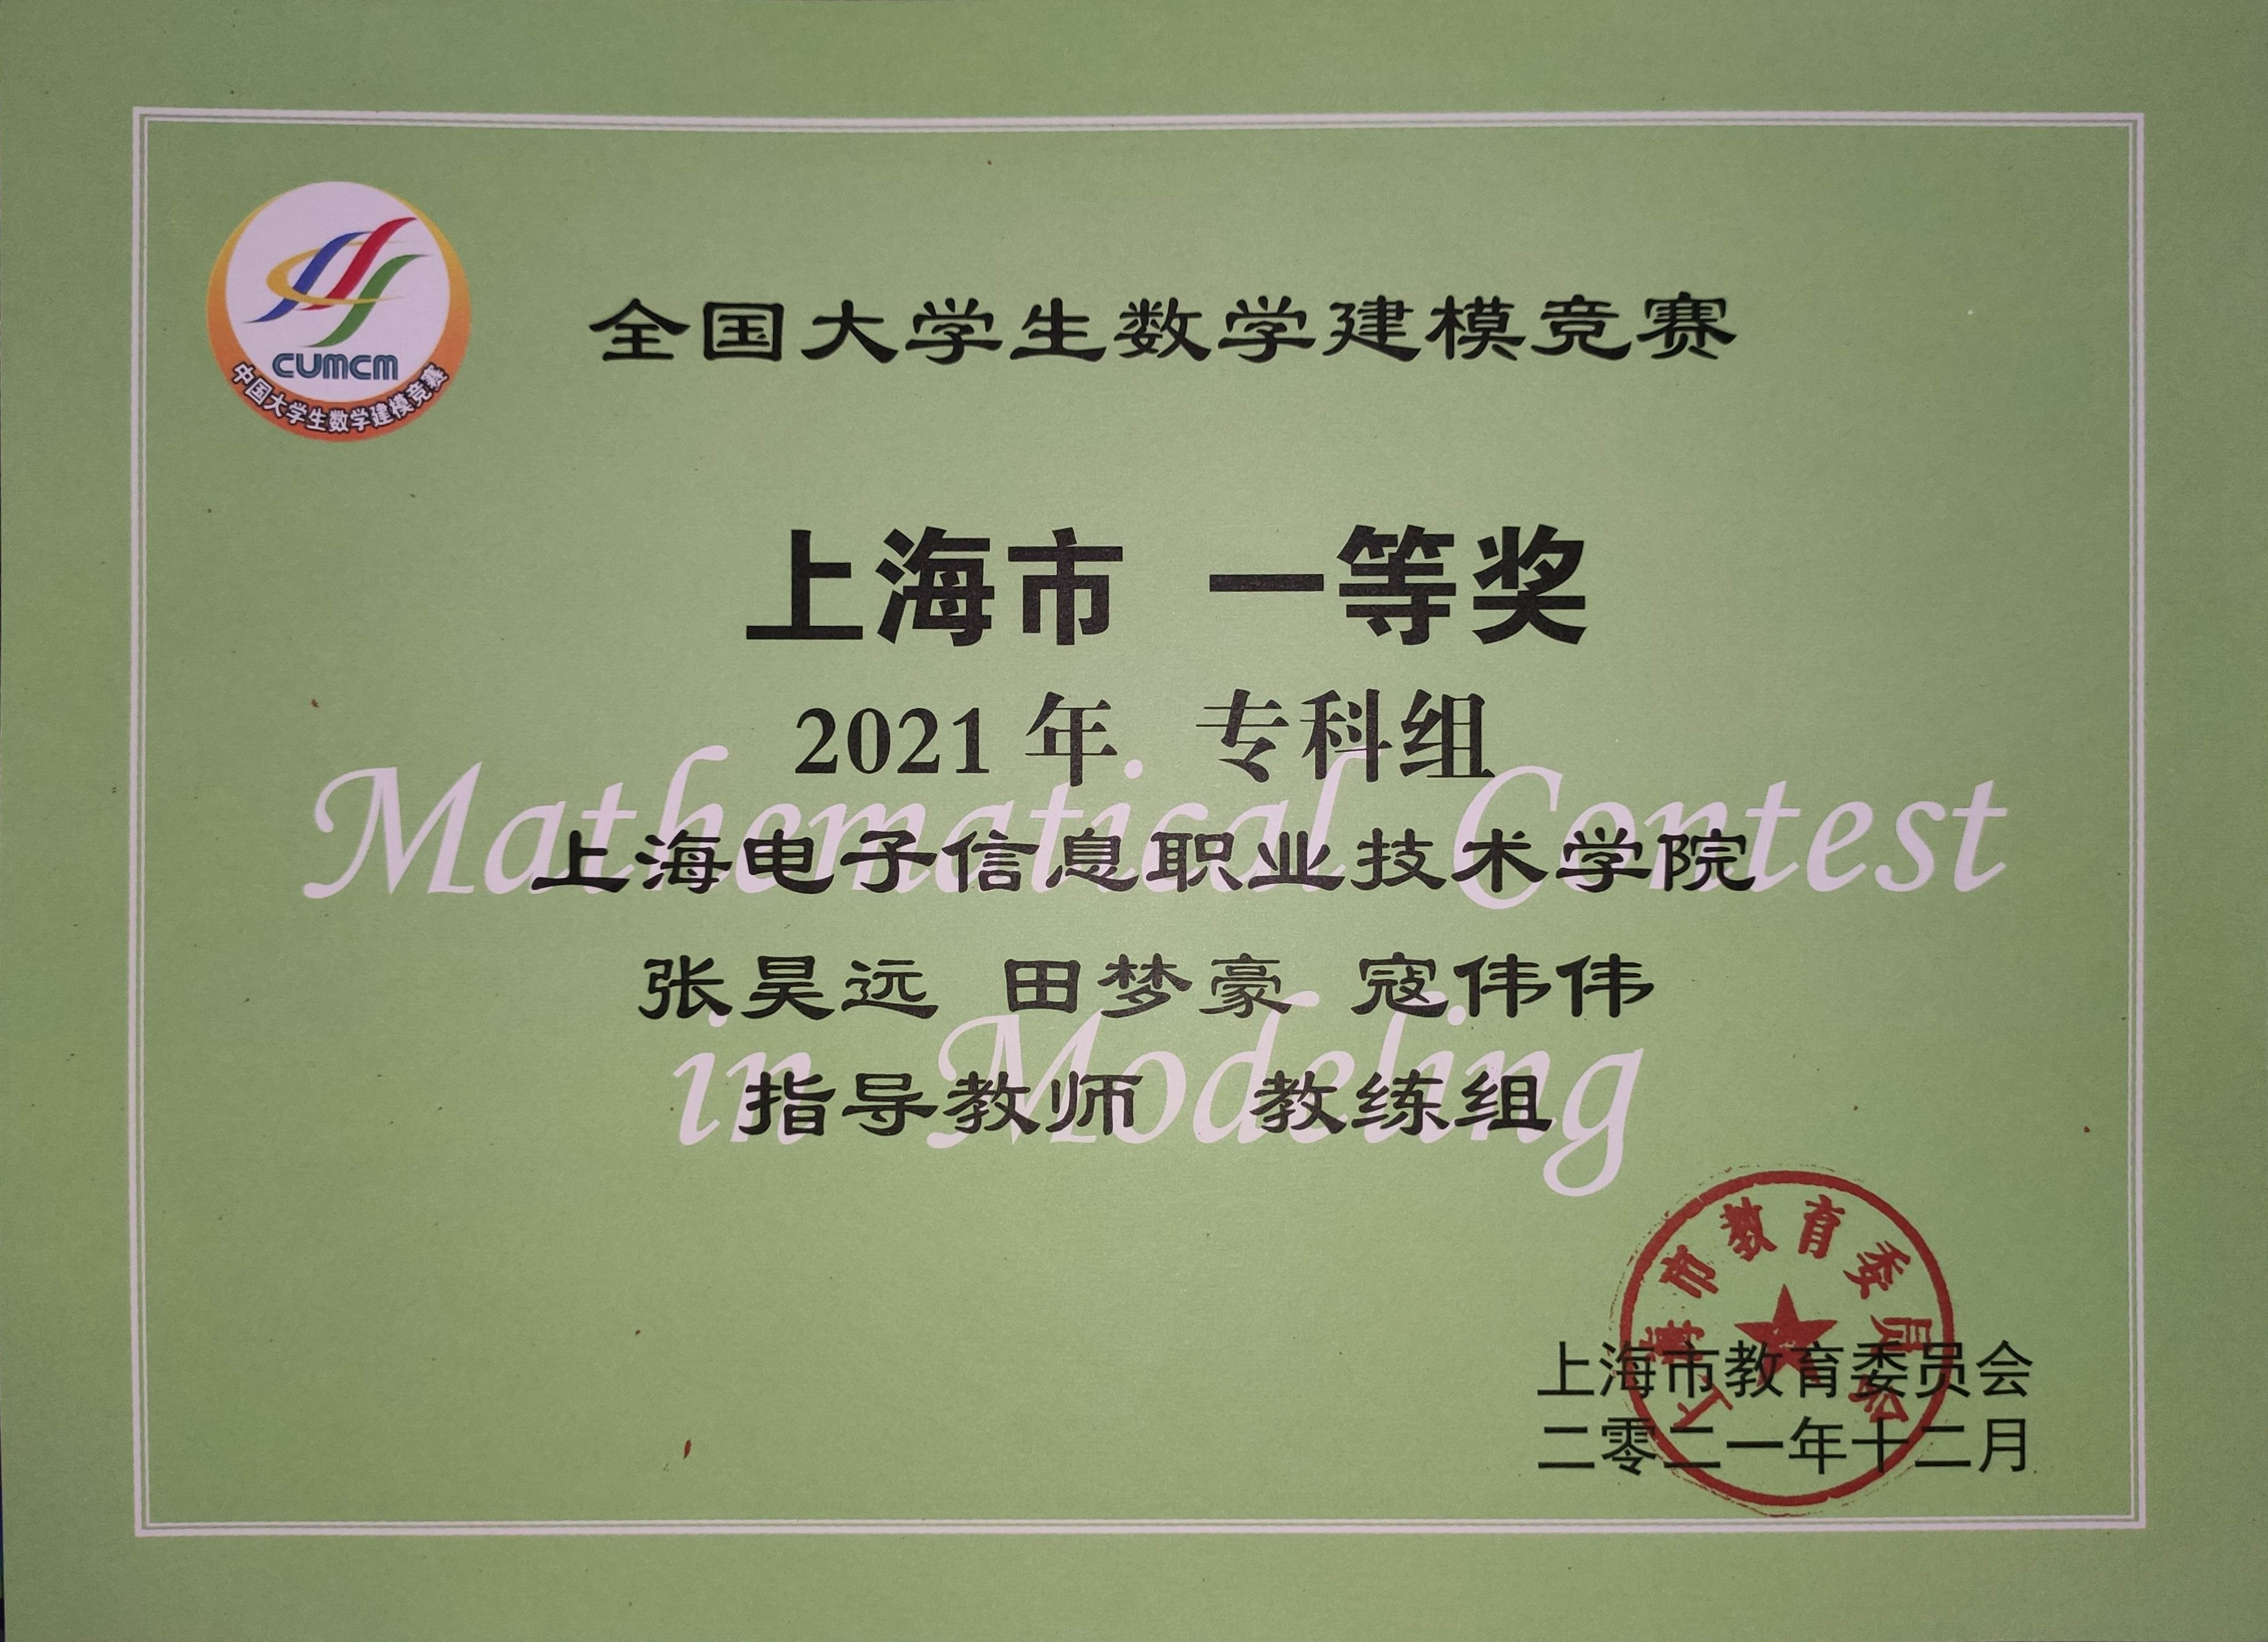 CUMCM
中国大学生数学建模竞赛
全国大学生数学建模竞赛
上海市 一等奖
2021年 专科组
Mathematical Contest
上海电子信息职业技术学院
张昊远 田梦豪 寇伟伟
in Modeling
指导教师 教练组
上海市教育委员会
上海市教育委员会
二零二一年十二月